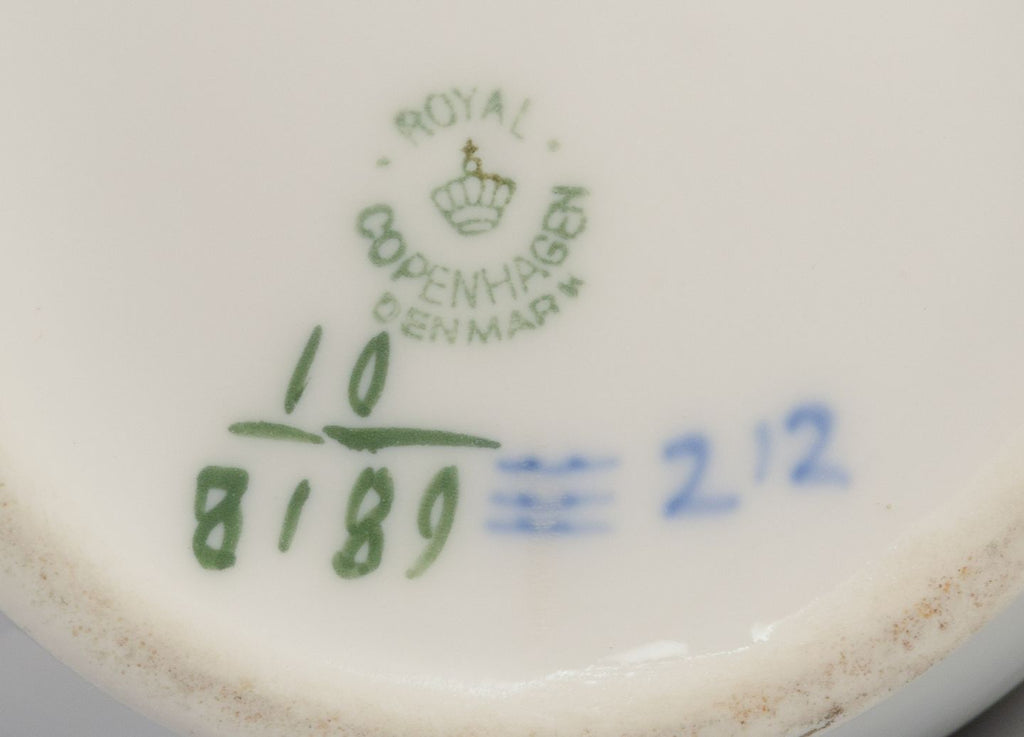 ROYAL
COPENHAGEN
DENMARK
10
8189
212